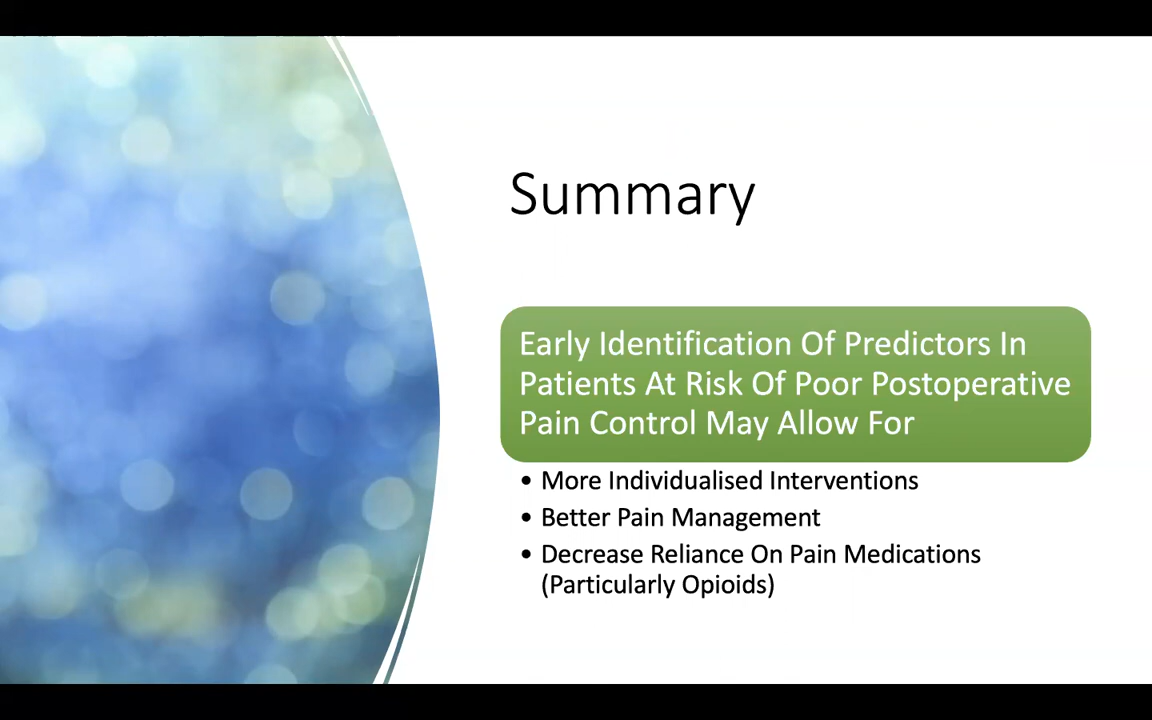 Summary
Early Identification Of Predictors In
Patients At Risk Of Poor Postoperative
Pain Control May Allow For
• More Individualised Interventions
• Better Pain Management
• Decrease Reliance On Pain Medications
(Particularly Opioids)